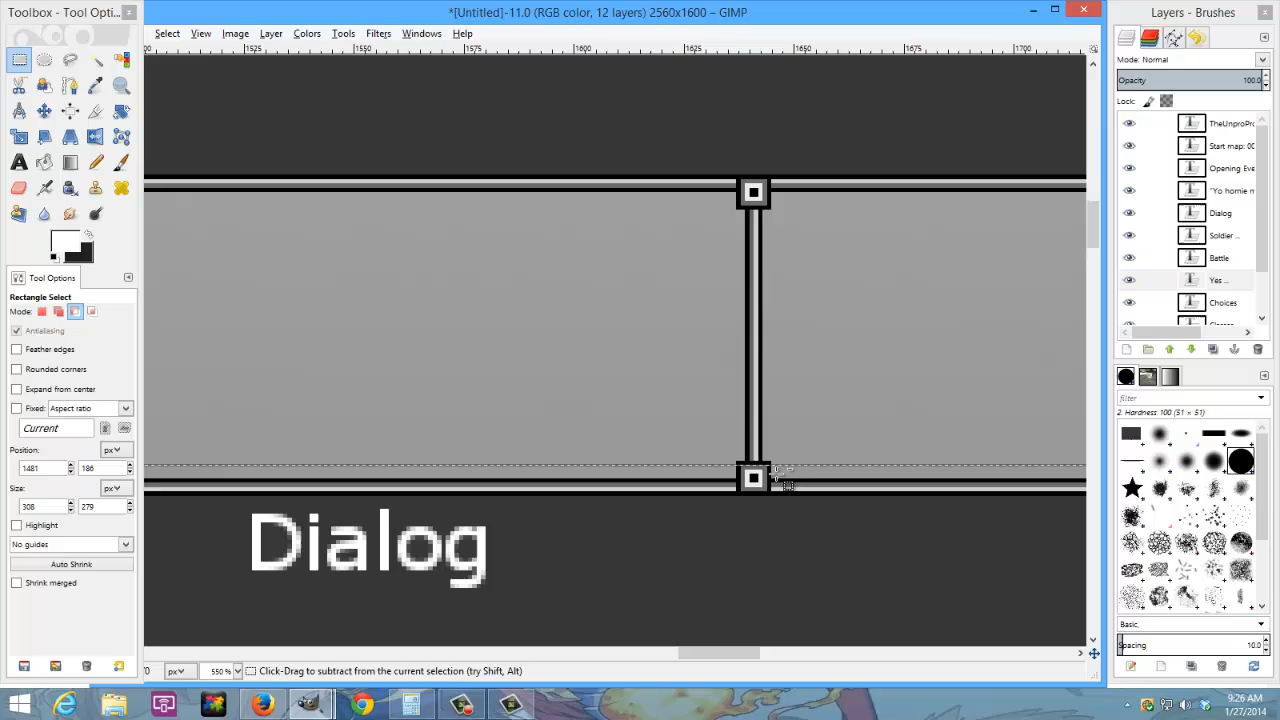 Toolbox - Tool Opti...
*[Untitled]-11.0 (RGB color, 12 layers) 2560x1600 – GIMP
Layers - Brushes
Select View Image Layer Colors Tools Filters Windows Help
1525 1550 1575 1600 1625 1650 1675 1700
Mode: Normal
Opacity 100.0
Lock:
TheUnproPro
Start map: 00
Opening Eve
"Yo homie m
Dialog
Soldier ...
Battle
Yes ...
Choices
Tool Options
Rectangle Select
Mode:
Antialiasing
Feather edges
Rounded corners
Expand from center
Fixed: Aspect ratio
Current
Position: px
1481 186
Size: px
308 279
Highlight
No guides
Auto Shrink
Shrink merged
Dialog
filter
2. Hardness 100 (51 × 51)
Basic,
Spacing 10.0
px 550 % Click-Drag to subtract from the current selection (try Shift, Alt)
9:26 AM
1/27/2014